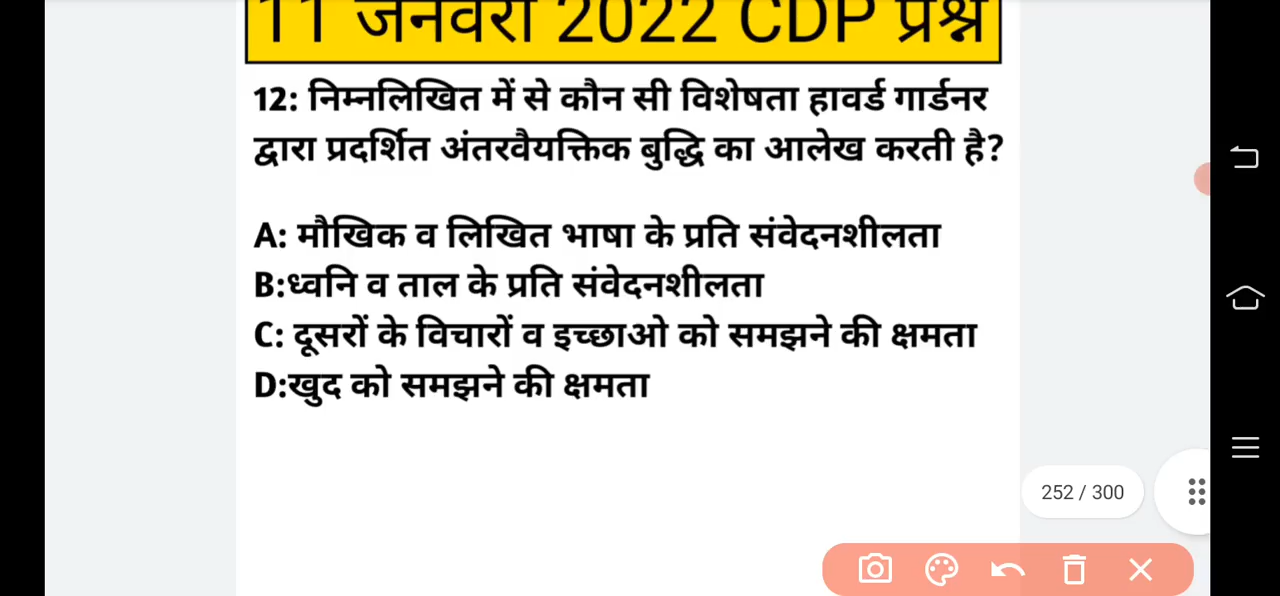 11 जनवरी 2022 CDP प्रश्न
12: निम्नलिखित में से कौन सी विशेषता हावर्ड गार्डनर
द्वारा प्रदर्शित अंतरवैयक्तिक बुद्धि का आलेख करती है?
A: मौखिक व लिखित भाषा के प्रति संवेदनशीलता
B:ध्वनि व ताल के प्रति संवेदनशीलता
C: दूसरों के विचारों व इच्छाओ को समझने की क्षमता
D:खुद को समझने की क्षमता
252 / 300